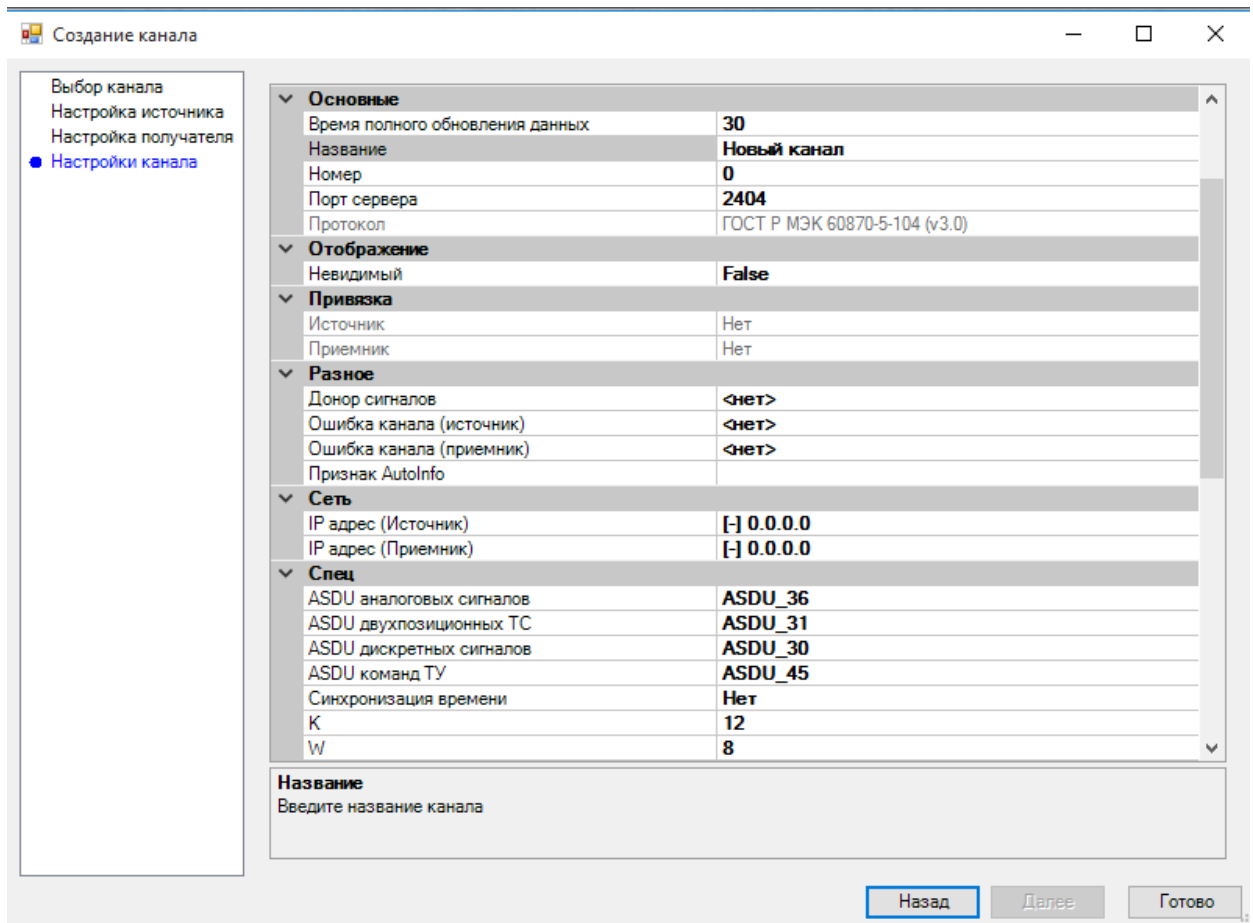 Создание канала
Выбор канала
Настройка источника
Настройка получателя
Настройки канала
Основные
Время полного обновления данных 30
Название Новый канал
Номер 0
Порт сервера 2404
Протокол ГОСТ Р МЭК 60870-5-104 (v3.0)
Отображение
Невидимый False
Привязка
Источник Нет
Приемник Нет
Разное
Донор сигналов <нет>
Ошибка канала (источник) <нет>
Ошибка канала (приемник) <нет>
Признак AutoInfo
Сеть
IP адрес (Источник) [-] 0.0.0.0
IP адрес (Приемник) [-] 0.0.0.0
Спец
ASDU аналоговых сигналов ASDU_36
ASDU двухпозиционных ТС ASDU_31
ASDU дискретных сигналов ASDU_30
ASDU команд ТУ ASDU_45
Синхронизация времени Нет
K 12
W 8
Название
Введите название канала
Назад Далее Готово